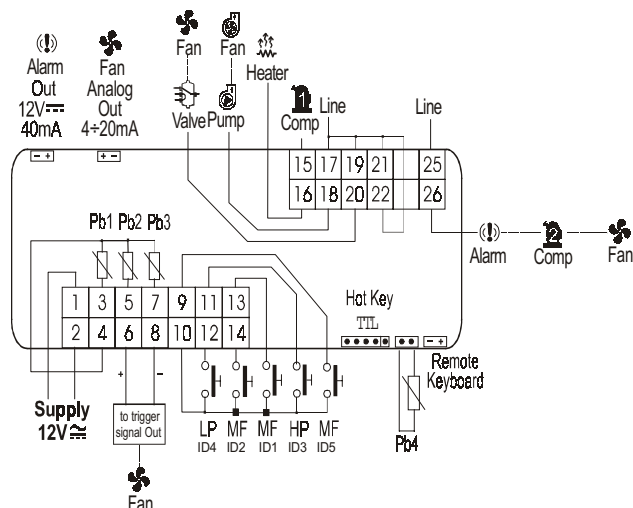 Alarm
Out
12V
40mA
- +
Fan
Analog
Out
4÷20mA
+ -
Fan
Valve
Fan
Pump
Heater
Comp
Line
Line
15 17 19 21 25
16 18 20 22 26
Pb1 Pb2 Pb3
1 3 5 7 9 11 13
2 4 6 8 10 12 14
Alarm
2
Comp
Fan
Hot Key
TTL
- +
Remote
Keyboard
Pb4
Supply
12V
+ -
to trigger
signal Out
Fan
LP MF MF HP MF
ID4 ID2 ID1 ID3 ID5